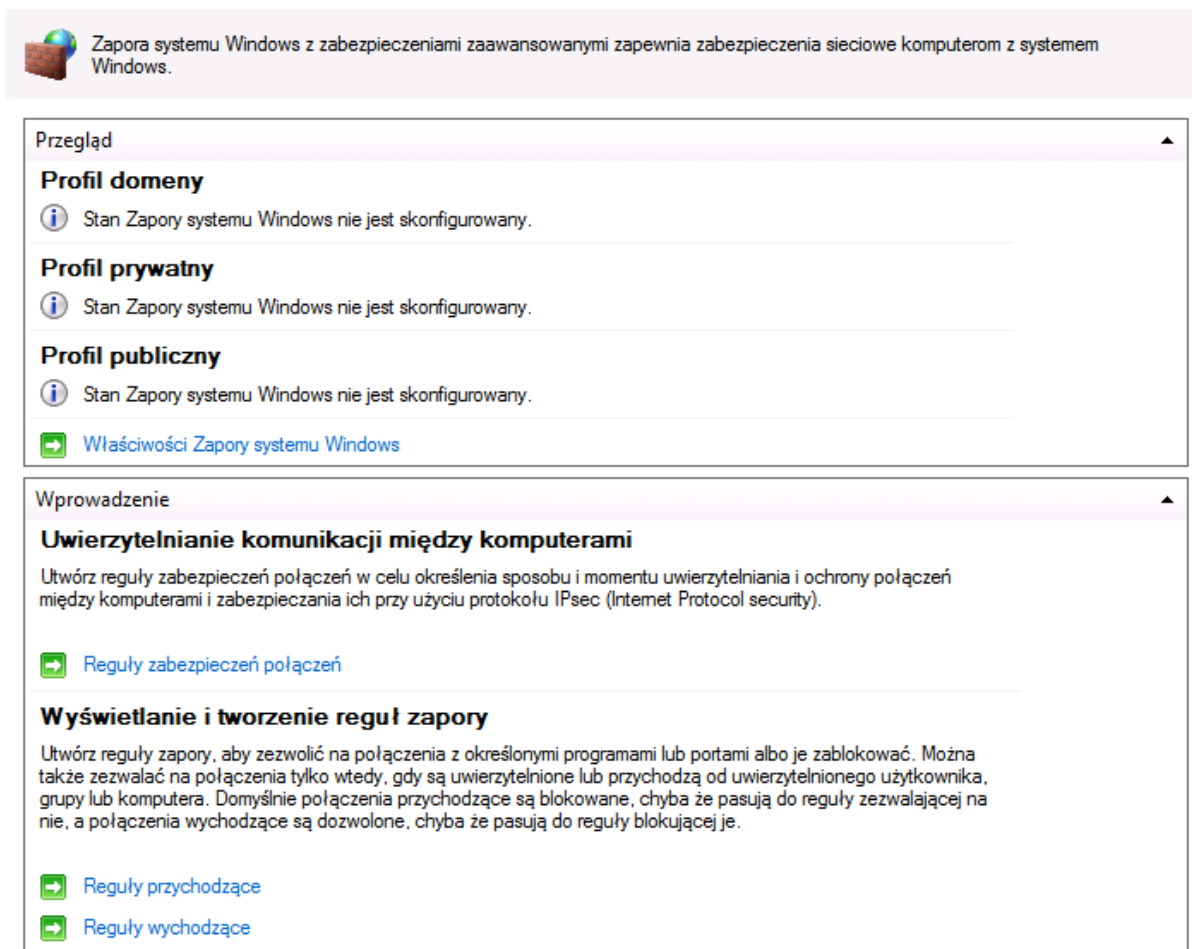 Zapora systemu Windows z zabezpieczeniami zaawansowanymi zapewnia zabezpieczenia sieciowe komputerom z systemem
Windows.
Przegląd
Profil domeny
Stan Zapory systemu Windows nie jest skonfigurowany.
Profil prywatny
Stan Zapory systemu Windows nie jest skonfigurowany.
Profil publiczny
Stan Zapory systemu Windows nie jest skonfigurowany.
Właściwości Zapory systemu Windows
Wprowadzenie
Uwierzytelnianie komunikacji między komputerami
Utwórz reguły zabezpieczeń połączeń w celu określenia sposobu i momentu uwierzytelniania i ochrony połączeń
między komputerami i zabezpieczania ich przy użyciu protokołu IPsec (Internet Protocol security).
Reguły zabezpieczeń połączeń
Wyświetlanie i tworzenie reguł zapory
Utwórz reguły zapory, aby zezwolić na połączenia z określonymi programami lub portami albo je zablokować. Można
także zezwalać na połączenia tylko wtedy, gdy są uwierzytelnione lub przychodzą od uwierzytelnionego użytkownika,
grupy lub komputera. Domyślnie połączenia przychodzące są blokowane, chyba że pasują do reguły zezwalającej na
nie, a połączenia wychodzące są dozwolone, chyba że pasują do reguły blokującej je.
Reguły przychodzące
Reguły wychodzące